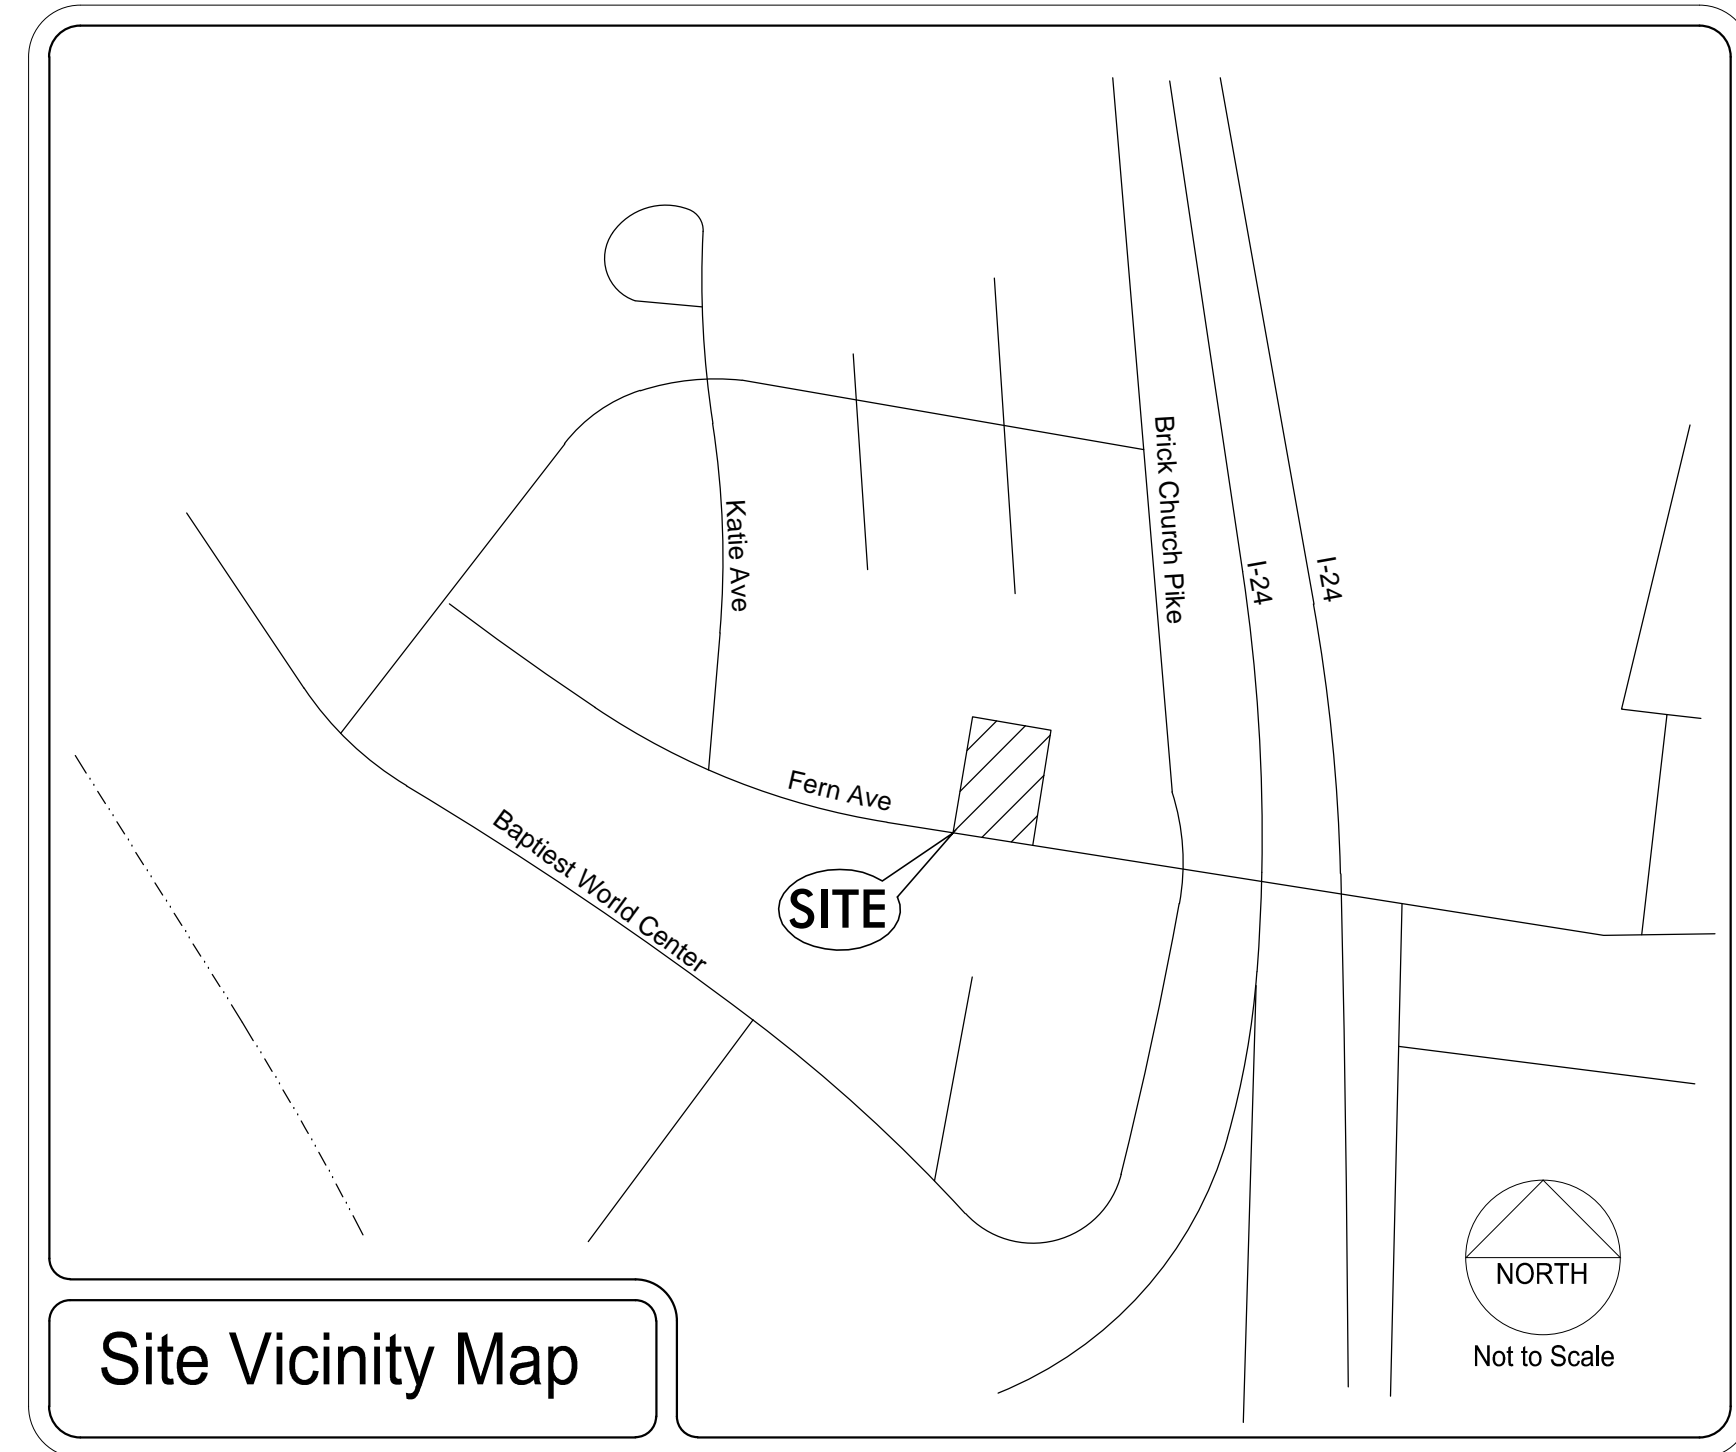 Brick Church Pike
Katie Ave
I-24
I-24
Fern Ave
Baptiest World Center
SITE
NORTH
Not to Scale
Site Vicinity Map